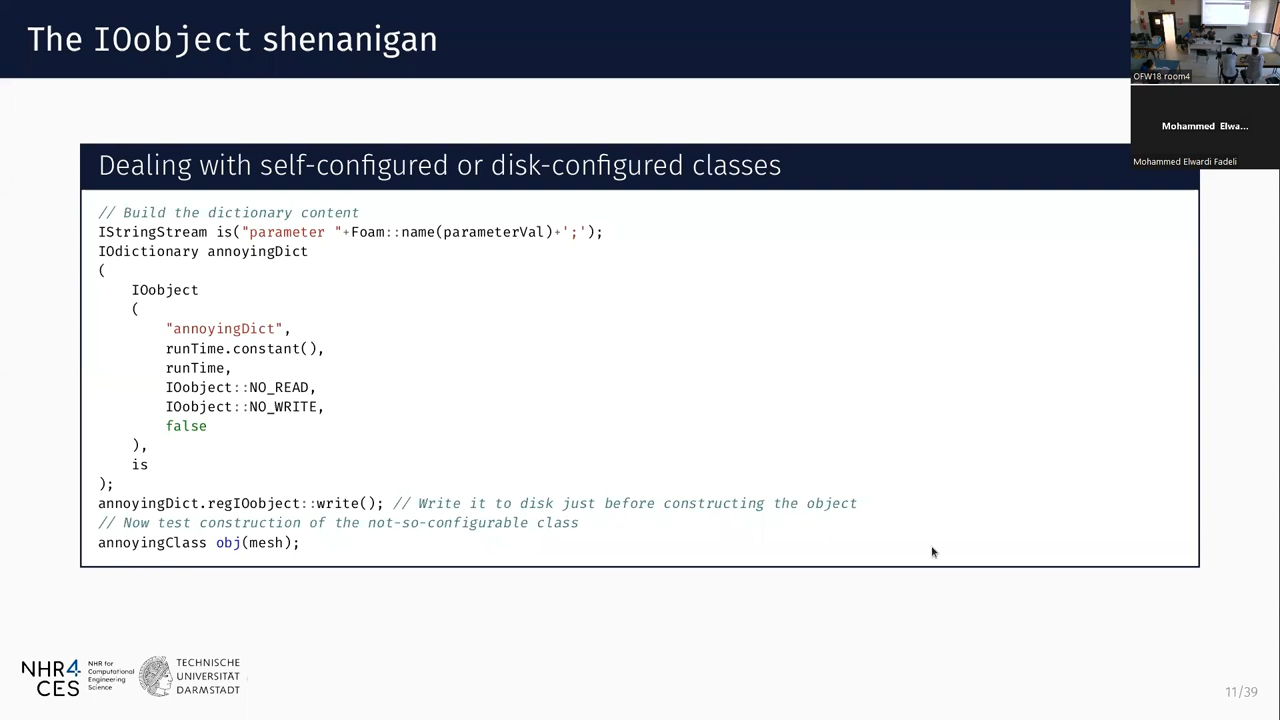 The IOobject shenanigan
OFW18 room4
Mohammed Elwa...
Mohammed Elwardi Fadeli
Dealing with self-configured or disk-configured classes
// Build the dictionary content
IStringStream is("parameter "+Foam::name(parameterVal)+';');
IOdictionary annoyingDict
(
    IOobject
    (
        "annoyingDict",
        runTime.constant(),
        runTime,
        IOobject::NO_READ,
        IOobject::NO_WRITE,
        false
    ),
    is
);
annoyingDict.regIOobject::write(); // Write it to disk just before constructing the object
// Now test construction of the not-so-configurable class
annoyingClass obj(mesh);
NHR4
CES
NHR for
Computational
Engineering
Science
TECHNISCHE
UNIVERSITÄT
DARMSTADT
11/39